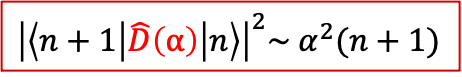 |⟨n + 1|D̂(α)|n⟩|²~ α²(n + 1)